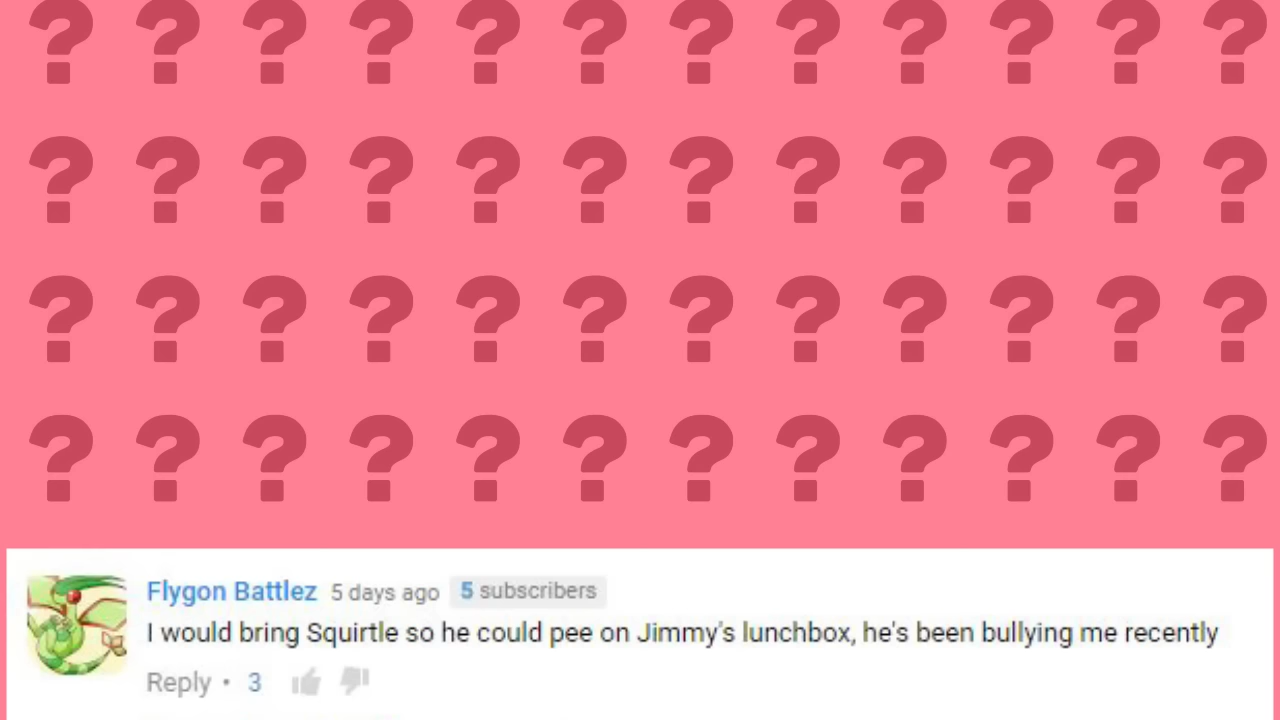 ? ? ? ? ? ? ? ? ? ? ? ?
? ? ? ? ? ? ? ? ? ? ? ?
? ? ? ? ? ? ? ? ? ? ? ?
? ? ? ? ? ? ? ? ? ? ? ?
Flygon Battlez 5 days ago 5 subscribers
I would bring Squirtle so he could pee on Jimmy's lunchbox, he's been bullying me recently
Reply • 3